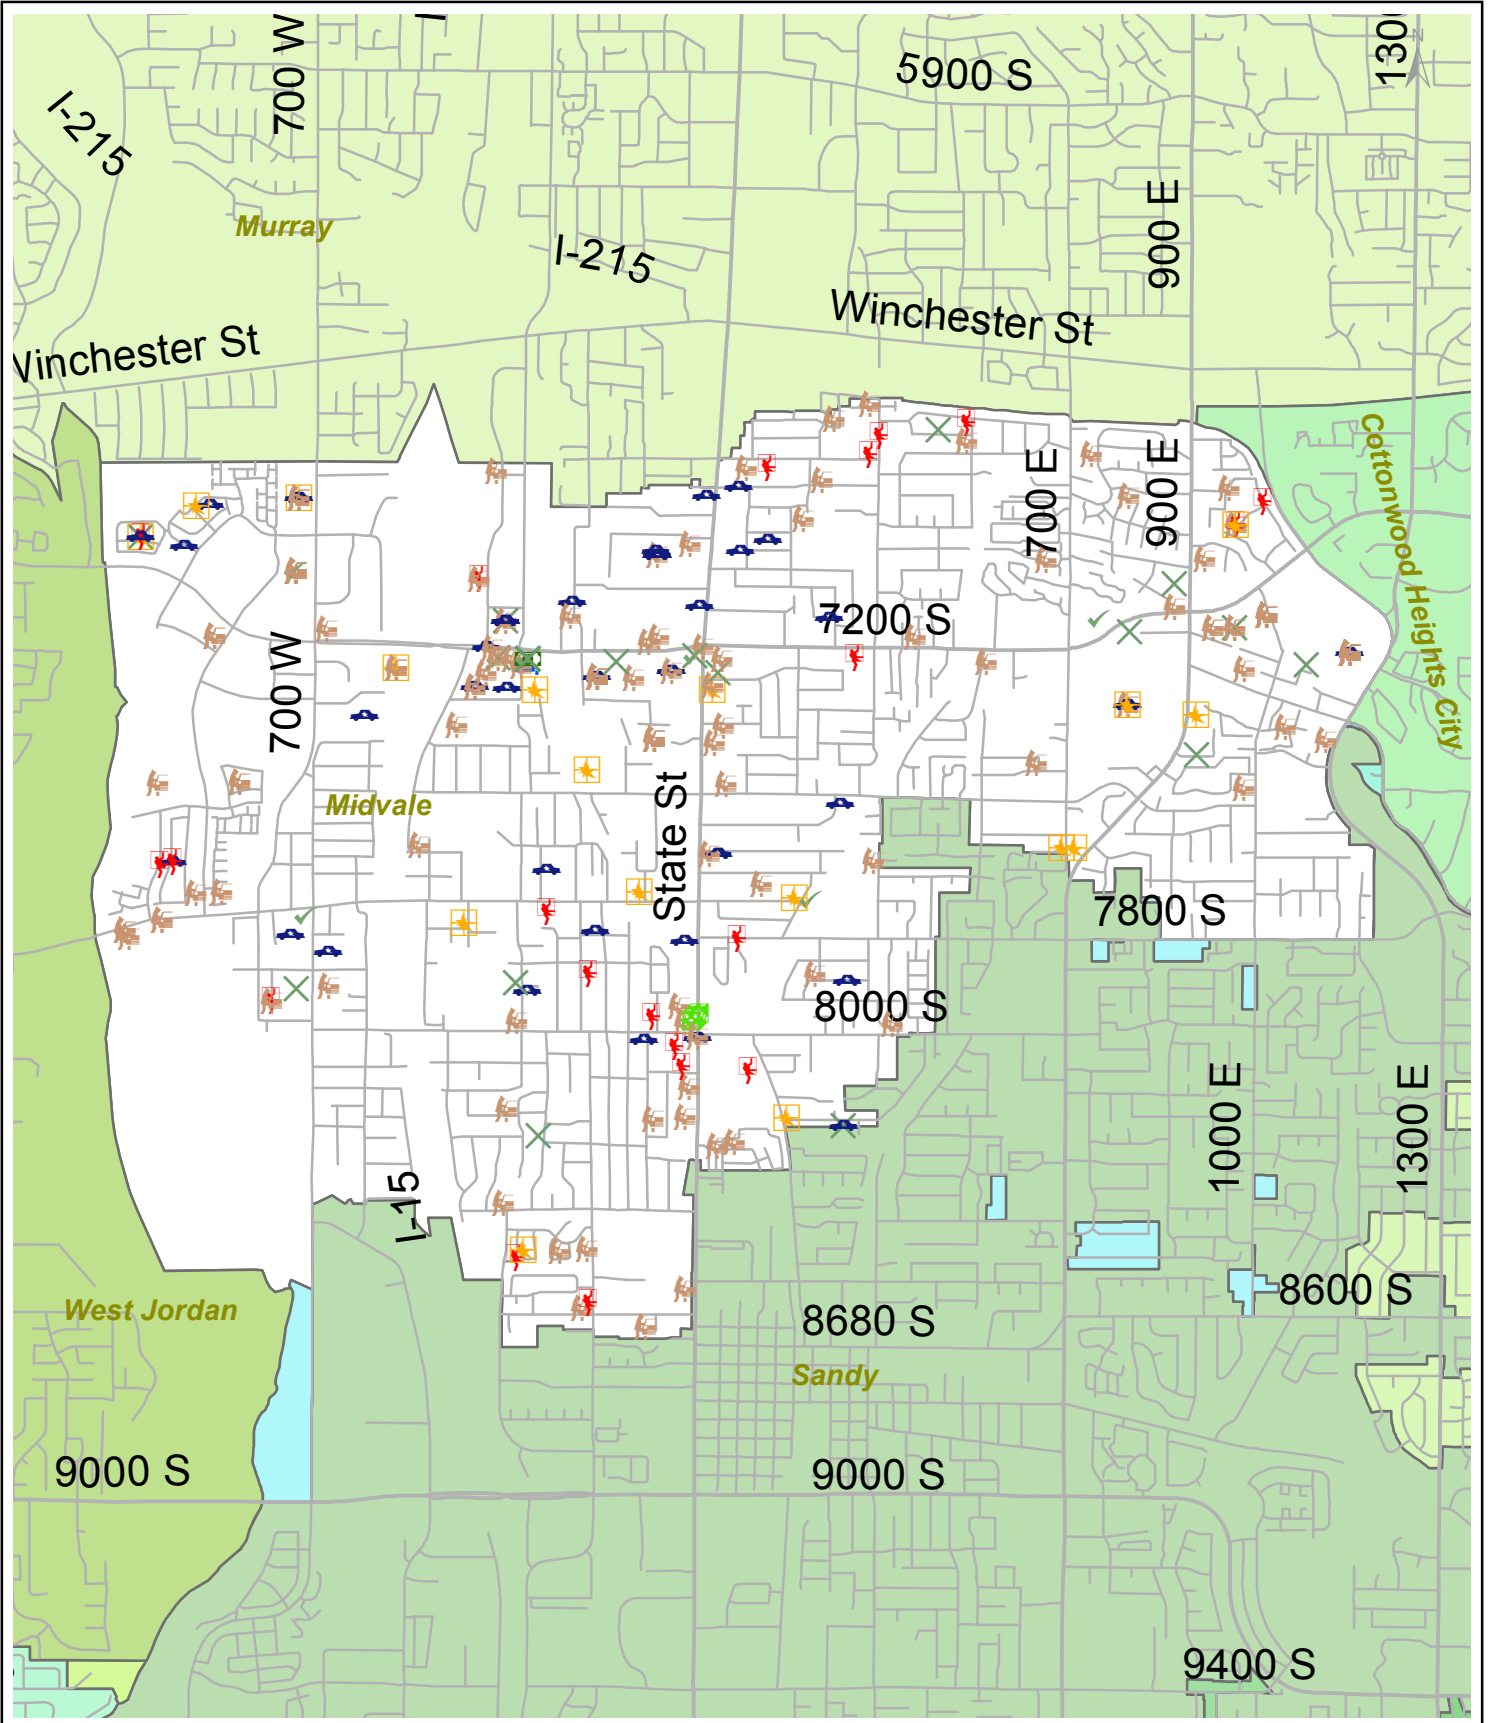 700 W
5900 S
1300
I-215
Murray
I-215
900 E
Winchester St
Winchester St
Cottonwood Heights City
700 E
900 E
7200 S
700 W
Midvale
State St
7800 S
8000 S
1000 E
1300 E
I-15
West Jordan
8600 S
8680 S
Sandy
9000 S
9000 S
9400 S